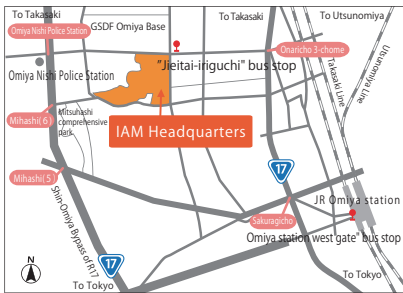 To Takasaki
GSDF Omiya Base
To Takasaki
To Utsunomiya
Omiya Nishi Police Station
Onaricho 3-chome
"Jieitai-iriguchi" bus stop
Omiya Nishi Police Station
Takasaki Line
Utsunomiya Line
Mihashi( 6 )
Mitsuhashi
comprehensive
park
IAM Headquarters
Mihashi( 5 )
17
JR Omiya station
Shin-Omiya Bypass of R17
Sakuragicho
Omiya station west gate" bus stop
N
17
To Tokyo
To Tokyo